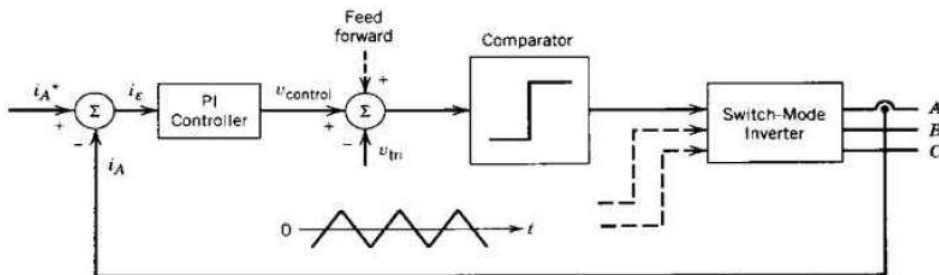 Feed
forward
Comparator
i_A*
i_ε
PI
Controller
v_control
Σ
Σ
+
−
+
+
−
v_tri
i_A
Switch-Mode
Inverter
A
B
C
0
t